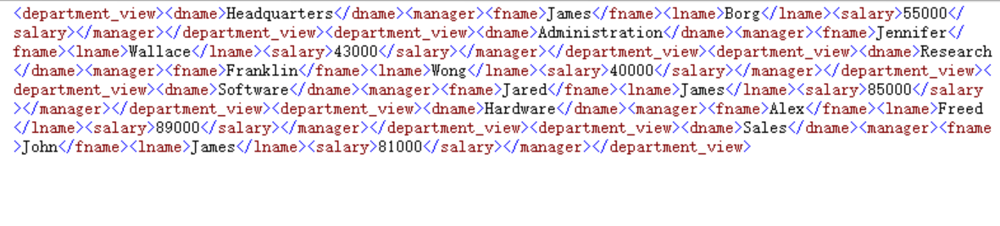 <department_view><dname>Headquarters</dname><manager><fname>James</fname><lname>Borg</lname><salary>55000</
salary></manager></department_view><department_view><dname>Administration</dname><manager><fname>Jennifer</
fname><lname>Wallace</lname><salary>43000</salary></manager></department_view><department_view><dname>Research
</dname><manager><fname>Franklin</fname><lname>Wong</lname><salary>40000</salary></manager></department_view><
department_view><dname>Software</dname><manager><fname>Jared</fname><lname>James</lname><salary>85000</salary
></manager></department_view><department_view><dname>Hardware</dname><manager><fname>Alex</fname><lname>Freed
</lname><salary>89000</salary></manager></department_view><department_view><dname>Sales</dname><manager><fname
>John</fname><lname>James</lname><salary>81000</salary></manager></department_view>